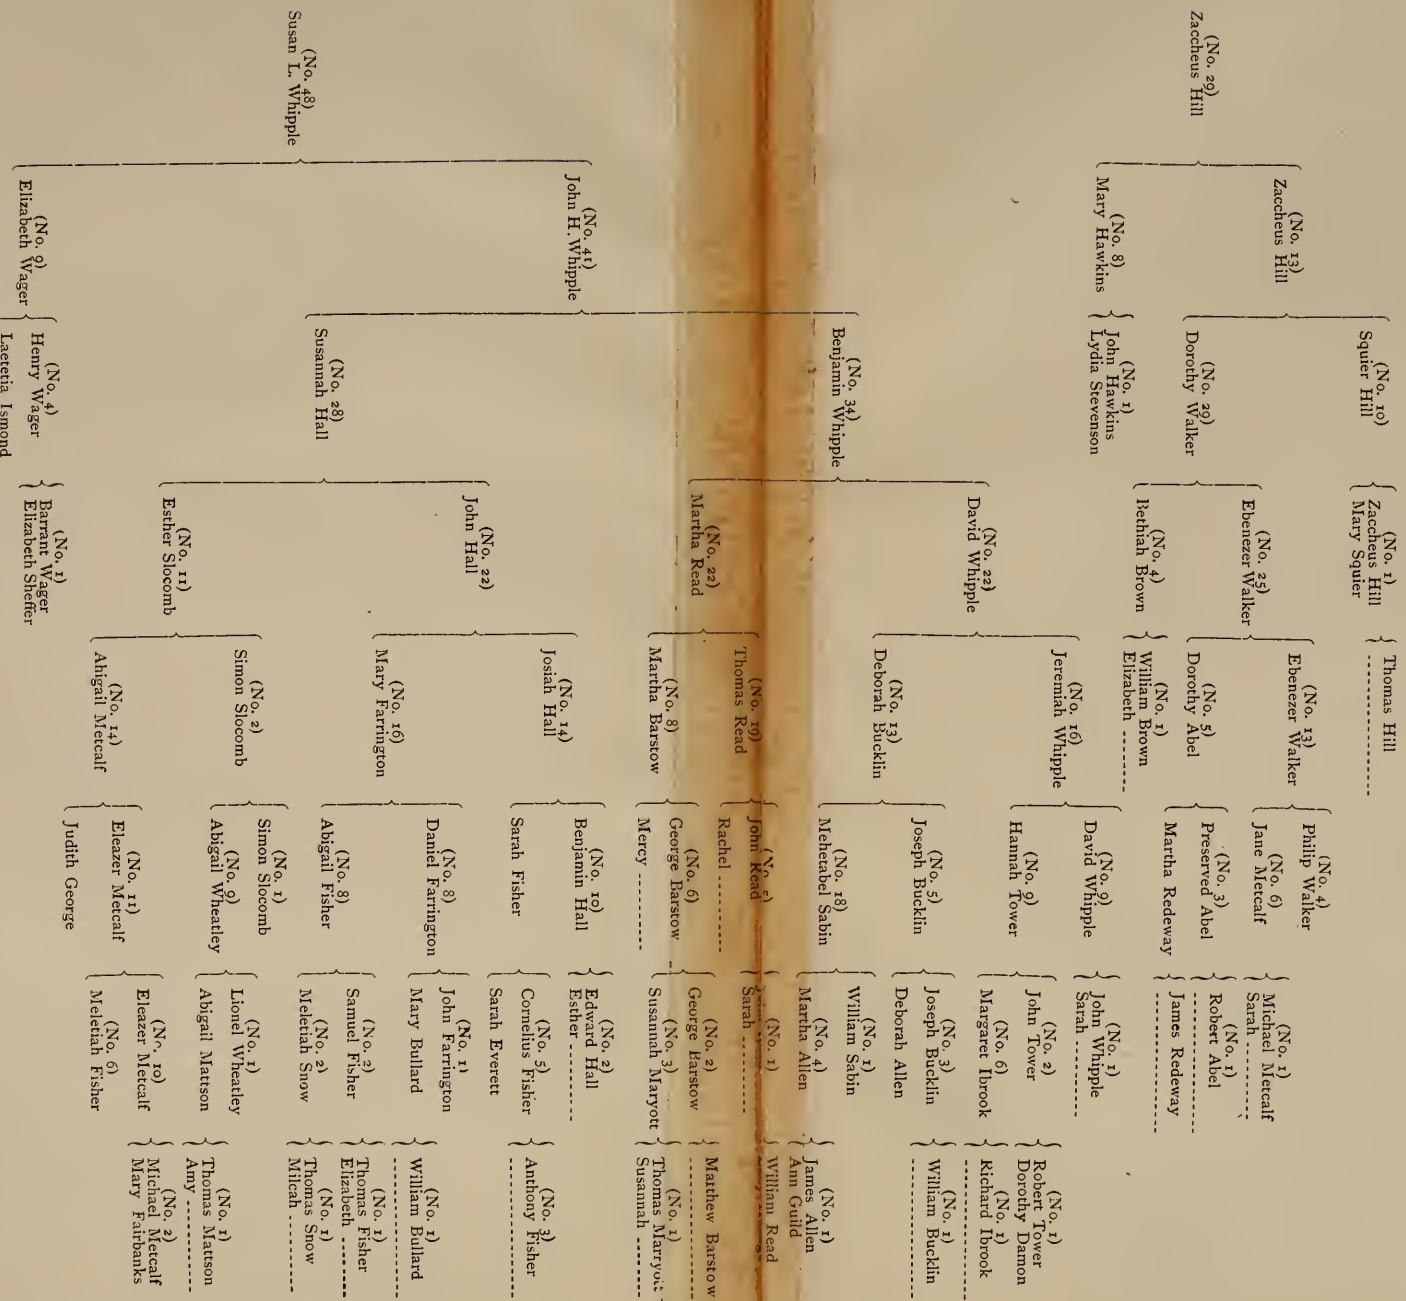 (No. 29)
Zaccheus Hill
(No. 48)
Susan L. Whipple
(No. 13)
Zaccheus Hill
(No. 8)
Mary Hawkins
(No. 41)
John H. Whipple
(No. 9)
Elizabeth Wager
(No. 10)
Squier Hill
(No. 29)
Dorothy Walker
(No. 1)
John Hawkins
Lydia Stevenson
(No. 34)
Benjamin Whipple
(No. 28)
Susannah Hall
(No. 4)
Henry Wager
Laetetia Ismond
(No. 1)
Zaccheus Hill
Mary Squier
(No. 25)
Ebenezer Walker
(No. 4)
Bethiah Brown
(No. 22)
David Whipple
(No. 22)
Martha Read
(No. 22)
John Hall
(No. 11)
Esther Slocomb
(No. 1)
Barrant Wager
Elizabeth Sheffer
Thomas Hill
---------------
(No. 13)
Ebenezer Walker
(No. 5)
Dorothy Abel
(No. 1)
William Brown
Elizabeth --------
(No. 16)
Jeremiah Whipple
(No. 13)
Deborah Bucklin
(No. 19)
Thomas Read
(No. 8)
Martha Barstow
(No. 14)
Josiah Hall
(No. 16)
Mary Farrington
(No. 2)
Simon Slocomb
(No. 14)
Abigail Metcalf
(No. 4)
Philip Walker
(No. 6)
Jane Metcalf
(No. 3)
Preserved Abel
Martha Redeway
(No. 9)
David Whipple
(No. 9)
Hannah Tower
(No. 5)
Joseph Bucklin
(No. 18)
Mehetabel Sabin
(No. 5)
John Read
Rachel --------
(No. 6)
George Barstow
Mercy ---------
(No. 10)
Benjamin Hall
Sarah Fisher
(No. 8)
Daniel Farrington
(No. 8)
Abigail Fisher
(No. 1)
Simon Slocomb
(No. 9)
Abigail Wheatley
(No. 11)
Eleazer Metcalf
Judith George
(No. 1)
Michael Metcalf
Sarah ----------
(No. 1)
Robert Abel
---------------
James Redeway
---------------
(No. 1)
John Whipple
Sarah ----------
(No. 2)
John Tower
(No. 6)
Margaret Ibrook
(No. 3)
Joseph Bucklin
Deborah Allen
(No. 1)
William Sabin
(No. 4)
Martha Allen
(No. 1)
Sarah --------
(No. 2)
George Barstow
(No. 3)
Susannah Maryott
(No. 2)
Edward Hall
Esther ---------
(No. 5)
Cornelius Fisher
Sarah Everett
(No. 1)
John Farrington
Mary Bullard
(No. 2)
Samuel Fisher
(No. 2)
Meletiah Snow
(No. 1)
Lionel Wheatley
Abigail Mattson
(No. 10)
Eleazer Metcalf
(No. 6)
Meletiah Fisher
(No. 1)
Robert Tower
Dorothy Damon
(No. 1)
Richard Ibrook
---------------
(No. 1)
William Bucklin
---------------
(No. 1)
James Allen
Ann Guild
William Read
Matthew Barstow
---------------
(No. 1)
Thomas Marryott
Susannah -------
(No. 3)
Anthony Fisher
---------------
(No. 1)
William Bullard
---------------
(No. 1)
Thomas Fisher
Elizabeth -------
(No. 1)
Thomas Snow
Milcah ---------
(No. 1)
Thomas Mattson
Amy -----------
(No. 2)
Michael Metcalf
Mary Fairbanks